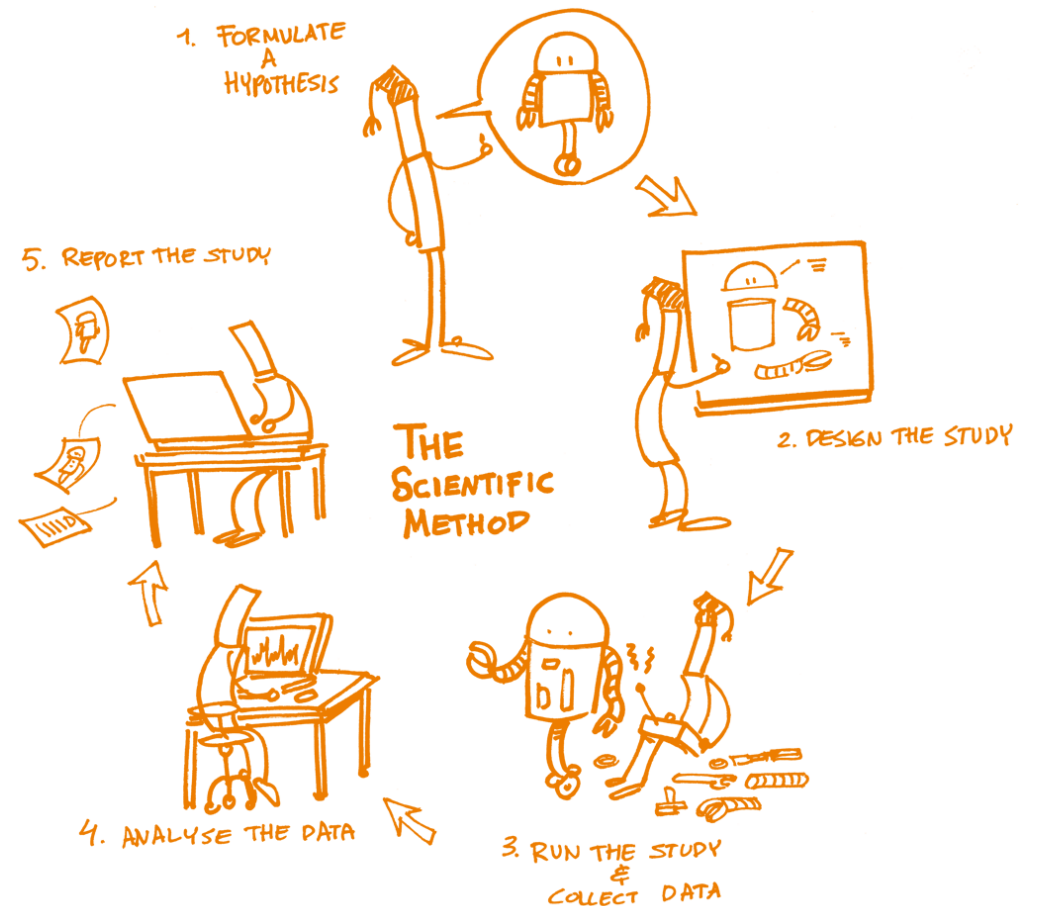 1. FORMULATE
A
HYPOTHESIS
5. REPORT THE STUDY
2. DESIGN THE STUDY
THE
SCIENTIFIC
METHOD
4. ANALYSE THE DATA
3. RUN THE STUDY
&
COLLECT DATA